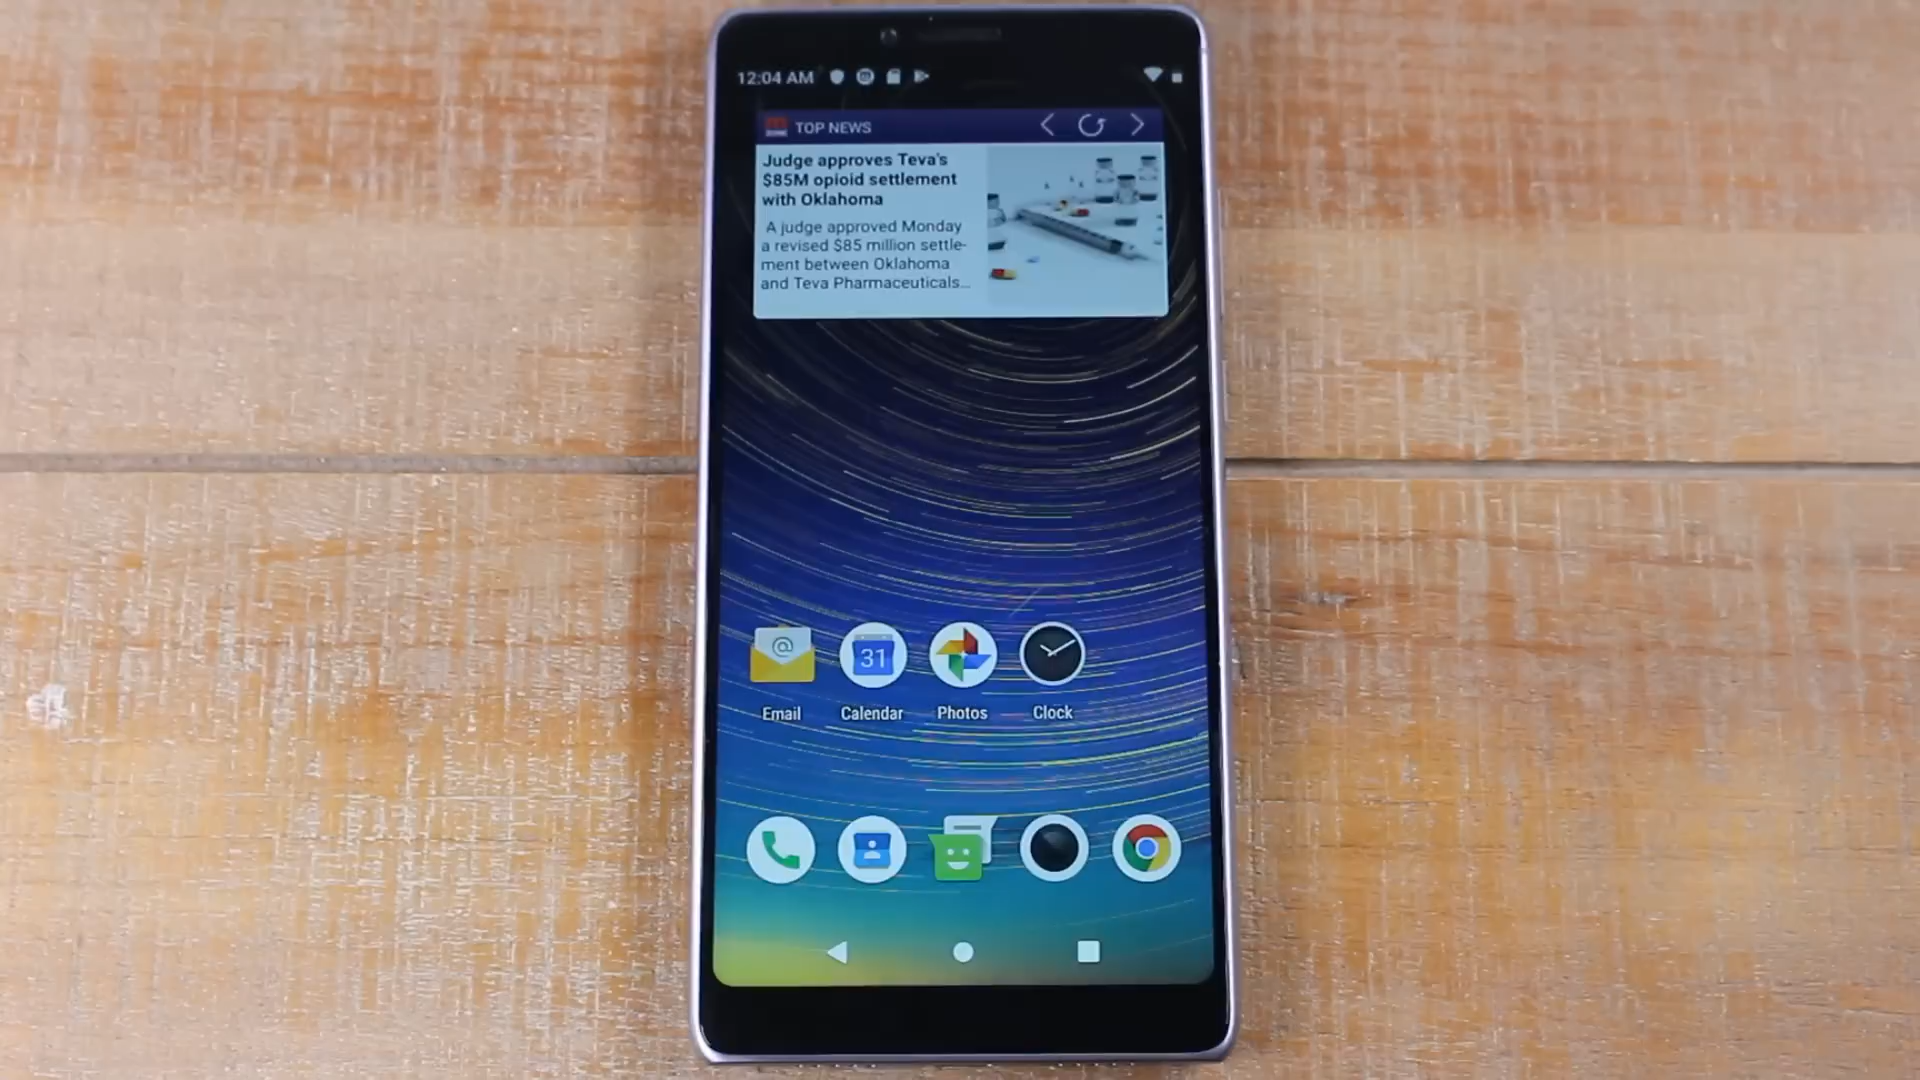 12:04 AM
TOP NEWS
Judge approves Teva's
$85M opioid settlement
with Oklahoma
A judge approved Monday
a revised $85 million settle-
ment between Oklahoma
and Teva Pharmaceuticals...
@
31
Email Calendar Photos Clock